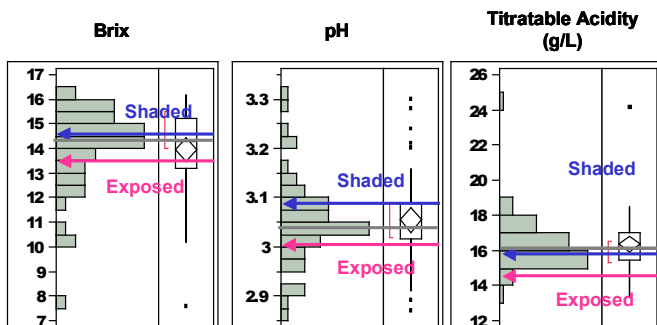 Brix
pH
Titratable Acidity
(g/L)
17
16
15
14
13
12
11
10
9
8
7
Shaded
Exposed
3.3
3.2
3.1
3
2.9
Shaded
Exposed
26
24
22
20
18
16
14
12
Shaded
Exposed